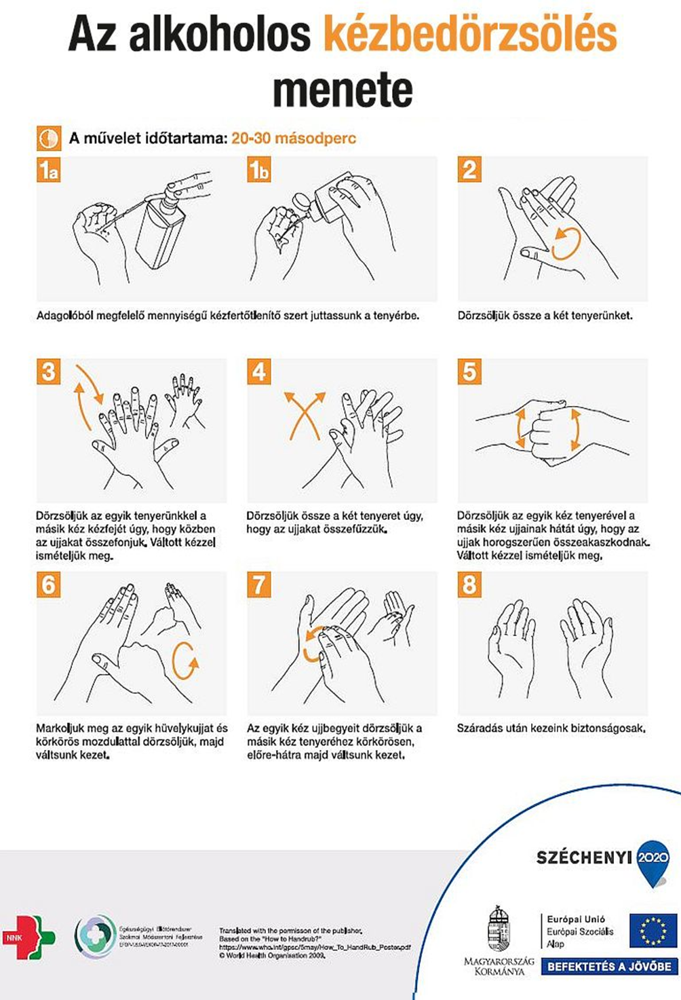 Az alkoholos kézbedörzsölés
menete
A művelet időtartama: 20-30 másodperc
1a
1b
2
Adagolóból megfelelő mennyiségű kézfertőtlenítő szert juttassunk a tenyérbe.
Dörzsöljük össze a két tenyerünket.
3
4
5
Dörzsöljük az egyik tenyerünkkel a
másik kéz kézfejét úgy, hogy közben
az ujjakat összefonjuk. Váltott kézzel
ismételjük meg.
Dörzsöljük össze a két tenyeret úgy,
hogy az ujjakat összefűzzük.
Dörzsöljük az egyik kéz tenyerével a
másik kéz ujjainak hátát úgy, hogy az
ujjak horogszerűen összeakaszkodnak.
Váltott kézzel ismételjük meg.
6
7
8
Markoljuk meg az egyik hüvelykujjat és
körkörös mozdulattal dörzsöljük, majd
váltsunk kezet.
Az egyik kéz ujjbegyeit dörzsöljük a
másik kéz tenyeréhez körkörösen,
előre-hátra majd váltsunk kezet.
Száradás után kezeink biztonságosak.
SZÉCHENYI 2020
NNK
Egészségügyi Ellátórendszer
Szakmai Módszertani Fejlesztése
Translated with the permisson of the publisher,
Based on the "How to Handrub?"
https://www.who.int/gpsc/5may/How_To_HandRub_Poster.pdf
© World Health Organisation 2009.
MAGYARORSZÁG
KORMÁNYA
Európai Unió
Európai Szociális
Alap
BEFEKTETÉS A JÖVŐBE